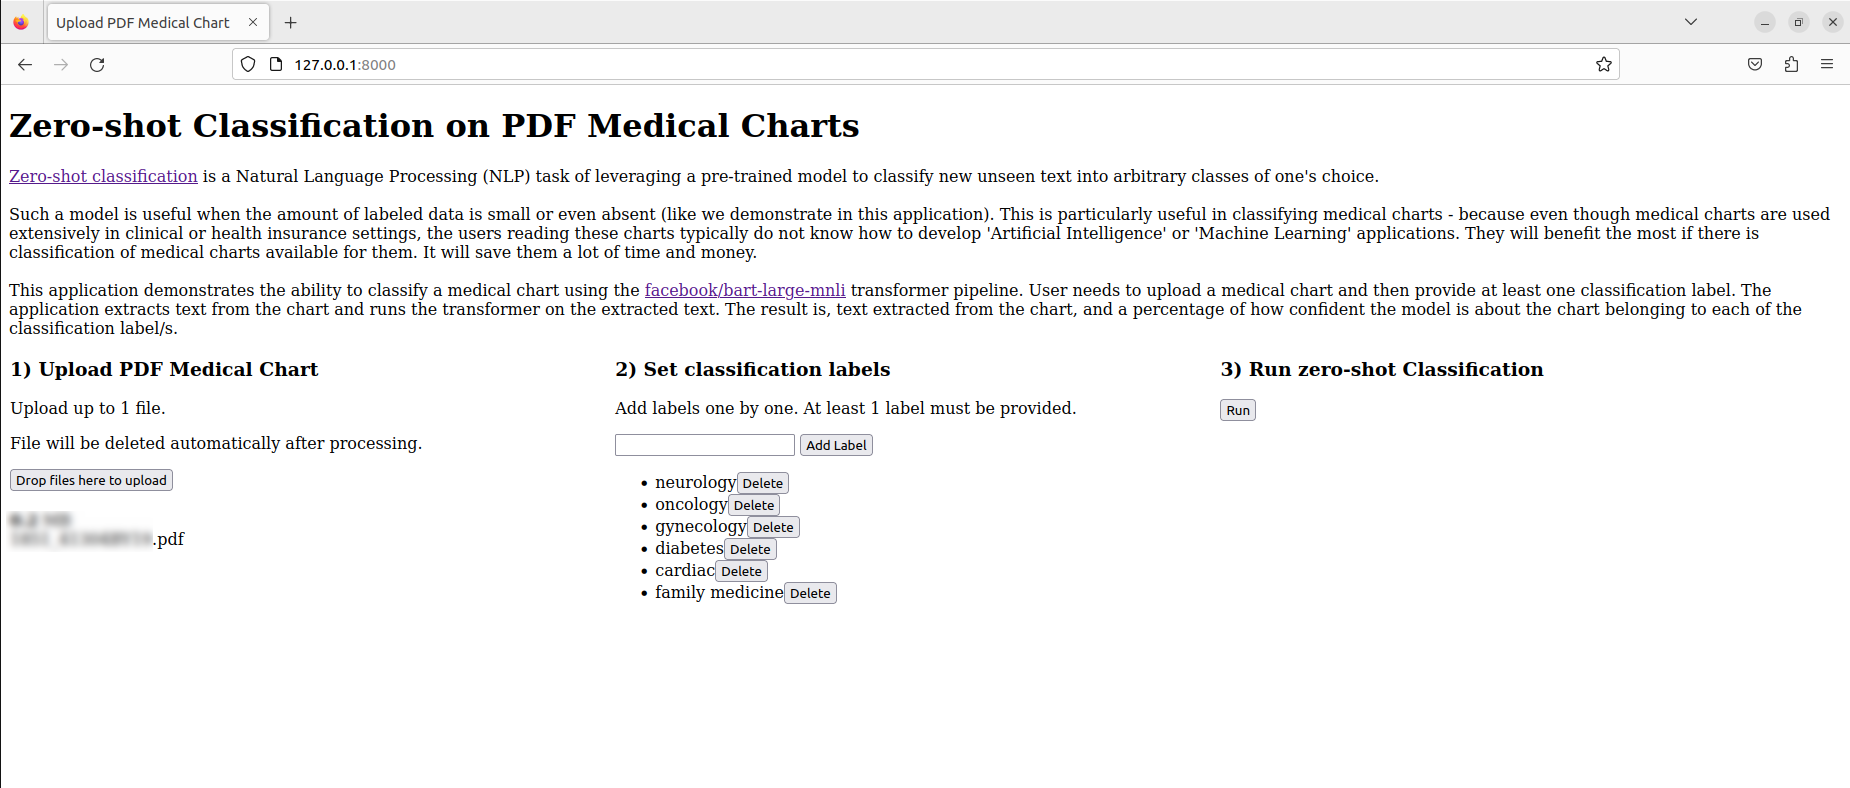 Upload PDF Medical Chart
127.0.0.1:8000
Zero-shot Classification on PDF Medical Charts
Zero-shot classification is a Natural Language Processing (NLP) task of leveraging a pre-trained model to classify new unseen text into arbitrary classes of one's choice.
Such a model is useful when the amount of labeled data is small or even absent (like we demonstrate in this application). This is particularly useful in classifying medical charts - because even though medical charts are used
extensively in clinical or health insurance settings, the users reading these charts typically do not know how to develop 'Artificial Intelligence' or 'Machine Learning' applications. They will benefit the most if there is
classification of medical charts available for them. It will save them a lot of time and money.
This application demonstrates the ability to classify a medical chart using the facebook/bart-large-mnli transformer pipeline. User needs to upload a medical chart and then provide at least one classification label. The
application extracts text from the chart and runs the transformer on the extracted text. The result is, text extracted from the chart, and a percentage of how confident the model is about the chart belonging to each of the
classification label/s.
1) Upload PDF Medical Chart
Upload up to 1 file.
File will be deleted automatically after processing.
Drop files here to upload
.pdf
2) Set classification labels
Add labels one by one. At least 1 label must be provided.
Add Label
neurology Delete
oncology Delete
gynecology Delete
diabetes Delete
cardiac Delete
family medicine Delete
3) Run zero-shot Classification
Run